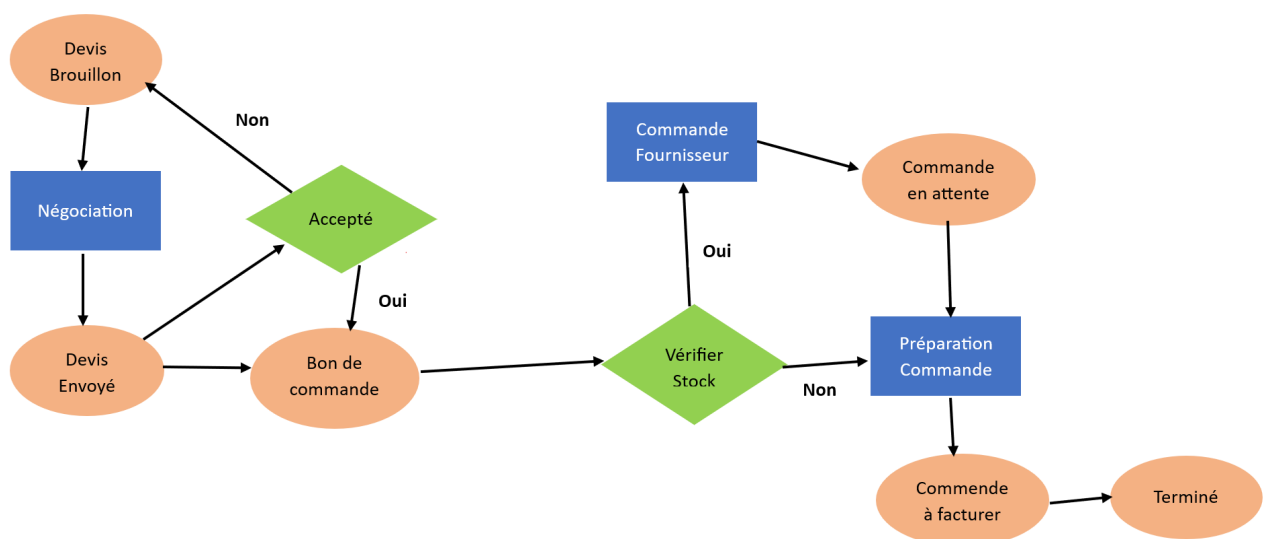 Devis
Brouillon
Non
Négociation
Accepté
Oui
Devis
Envoyé
Bon de
commande
Commande
Fournisseur
Commande
en attente
Oui
Vérifier
Stock
Non
Préparation
Commande
Commende
à facturer
Terminé